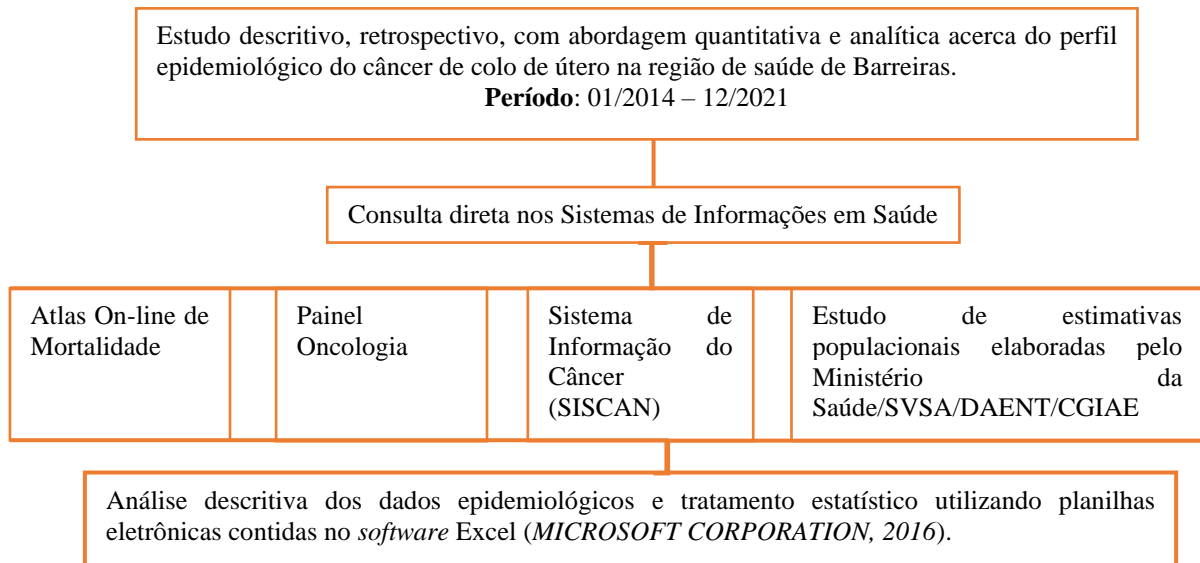 Estudo descritivo, retrospectivo, com abordagem quantitativa e analítica acerca do perfil
epidemiológico do câncer de colo de útero na região de saúde de Barreiras.
Período: 01/2014 – 12/2021
Consulta direta nos Sistemas de Informações em Saúde
Atlas On-line de
Mortalidade
Painel
Oncologia
Sistema de
Informação do
Câncer
(SISCAN)
Estudo de estimativas
populacionais elaboradas pelo
Ministério da
Saúde/SVSA/DAENT/CGIAE
Análise descritiva dos dados epidemiológicos e tratamento estatístico utilizando planilhas
eletrônicas contidas no software Excel (MICROSOFT CORPORATION, 2016).